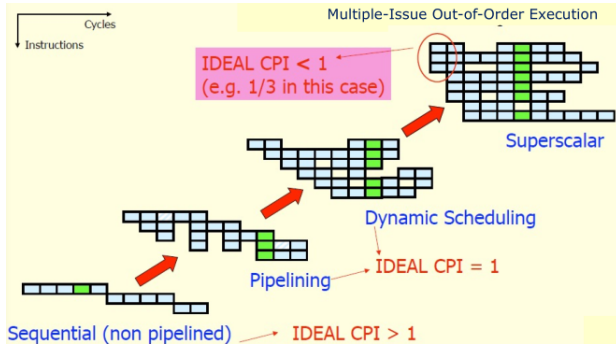 Multiple-Issue Out-of-Order Execution
Cycles
Instructions
IDEAL CPI < 1
(e.g. 1/3 in this case)
Superscalar
Dynamic Scheduling
Pipelining
IDEAL CPI = 1
Sequential (non pipelined)
IDEAL CPI > 1